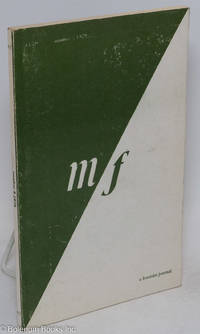 m/f
a feminist journal
© Bolerium Books Inc.